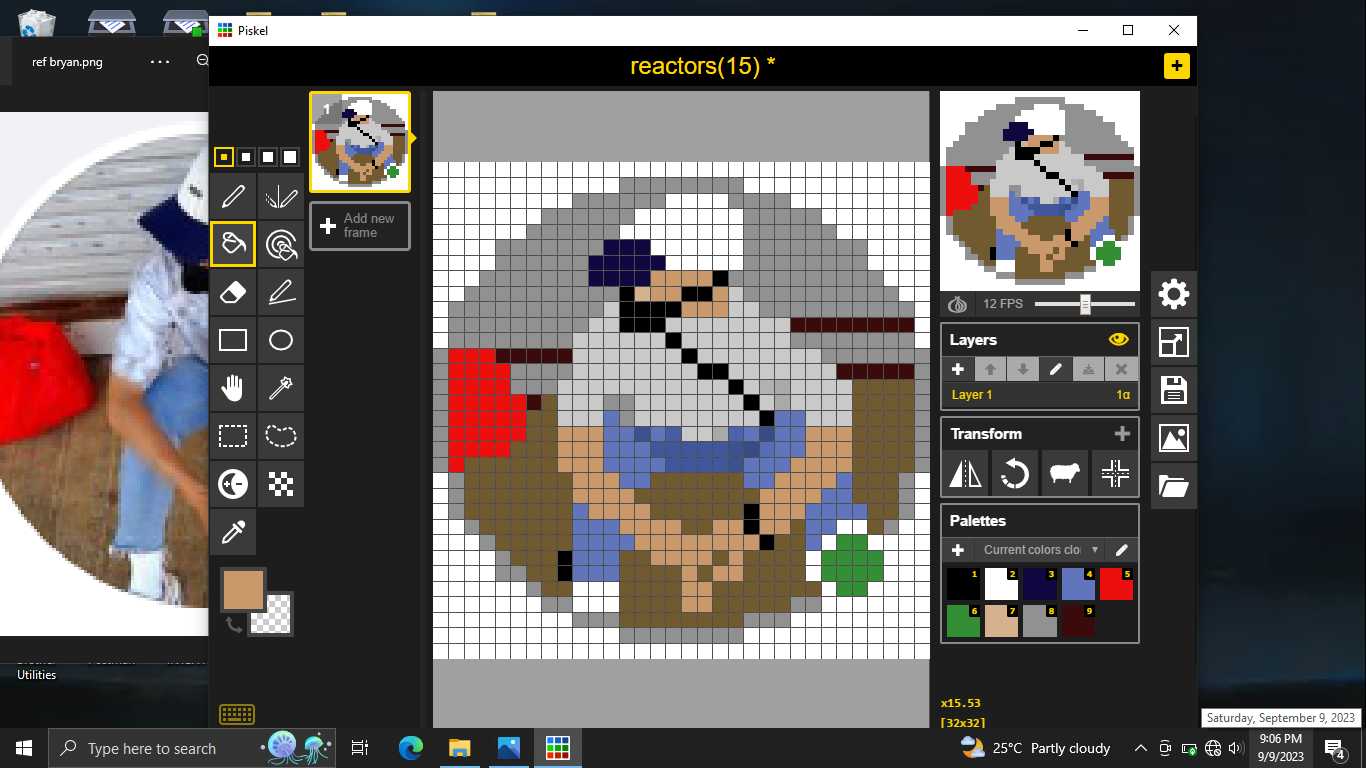 Piskel
ref bryan.png
reactors(15) *
1
Add new
frame
12 FPS
Layers
Layer 1
1α
Transform
Palettes
Current colors clo
1
2
3
4
5
6
7
8
9
x15.53
[32x32]
Utilities
Saturday, September 9, 2023
Type here to search
25°C Partly cloudy
9:06 PM
9/9/2023
4